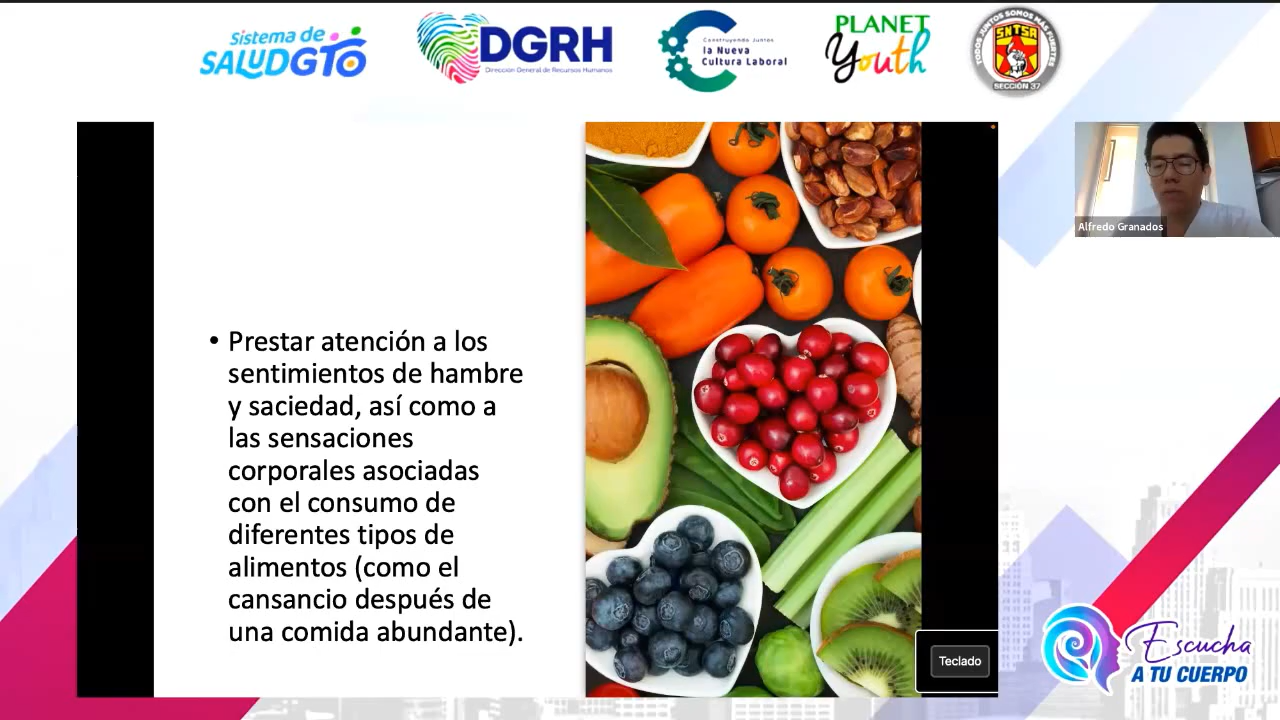 Sistema de
SALUDGTO
DGRH
Dirección General de Recursos Humanos
Construyendo Juntos
la Nueva
Cultura Laboral
PLANET
Youth
TODOS JUNTOS SOMOS MÁS FUERTES
SNTSA
SECCIÓN 37
Alfredo Granados
• Prestar atención a los
sentimientos de hambre
y saciedad, así como a
las sensaciones
corporales asociadas
con el consumo de
diferentes tipos de
alimentos (como el
cansancio después de
una comida abundante).
Teclado
Escucha
A TU CUERPO